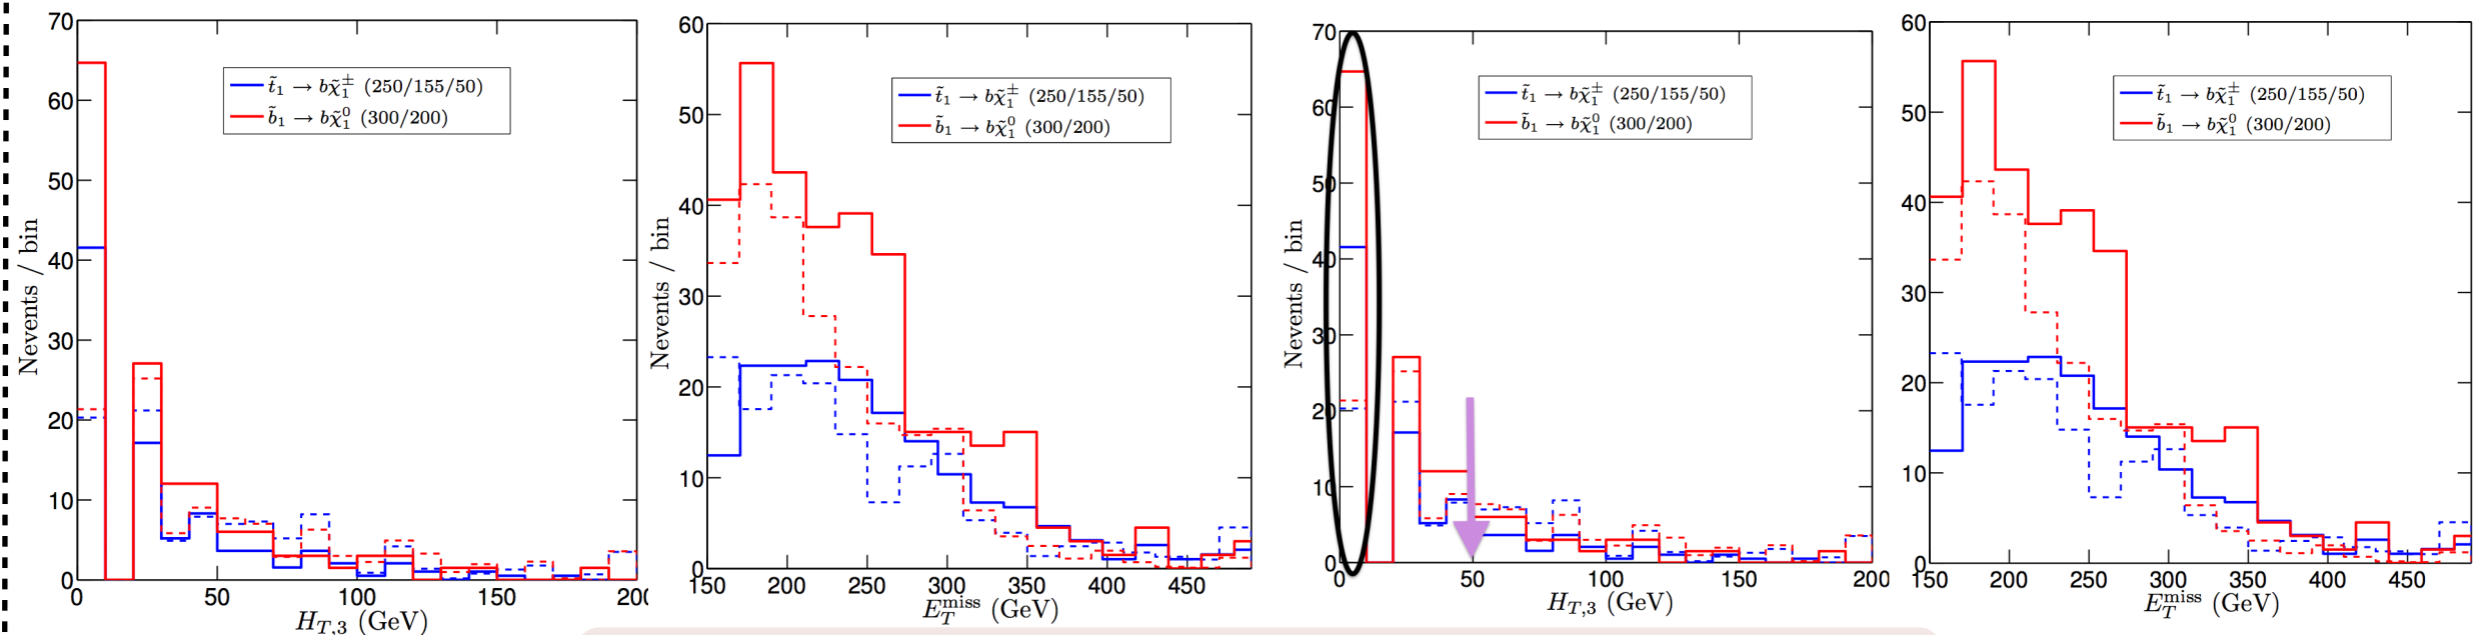 70
60
50
40
30
20
10
0
Nevents / bin
t̃₁ → bχ̃₁± (250/155/50)
b̃₁ → bχ̃₁⁰ (300/200)
0 50 100 150 200
H_T,3 (GeV)
60
50
40
30
20
10
0
Nevents / bin
t̃₁ → bχ̃₁± (250/155/50)
b̃₁ → bχ̃₁⁰ (300/200)
150 200 250 300 350 400 450
E_T^miss (GeV)
70
60
50
40
30
20
10
0
Nevents / bin
t̃₁ → bχ̃₁± (250/155/50)
b̃₁ → bχ̃₁⁰ (300/200)
0 50 100 150 200
H_T,3 (GeV)
60
50
40
30
20
10
0
t̃₁ → bχ̃₁± (250/155/50)
b̃₁ → bχ̃₁⁰ (300/200)
150 200 250 300 350 400 450
E_T^miss (GeV)